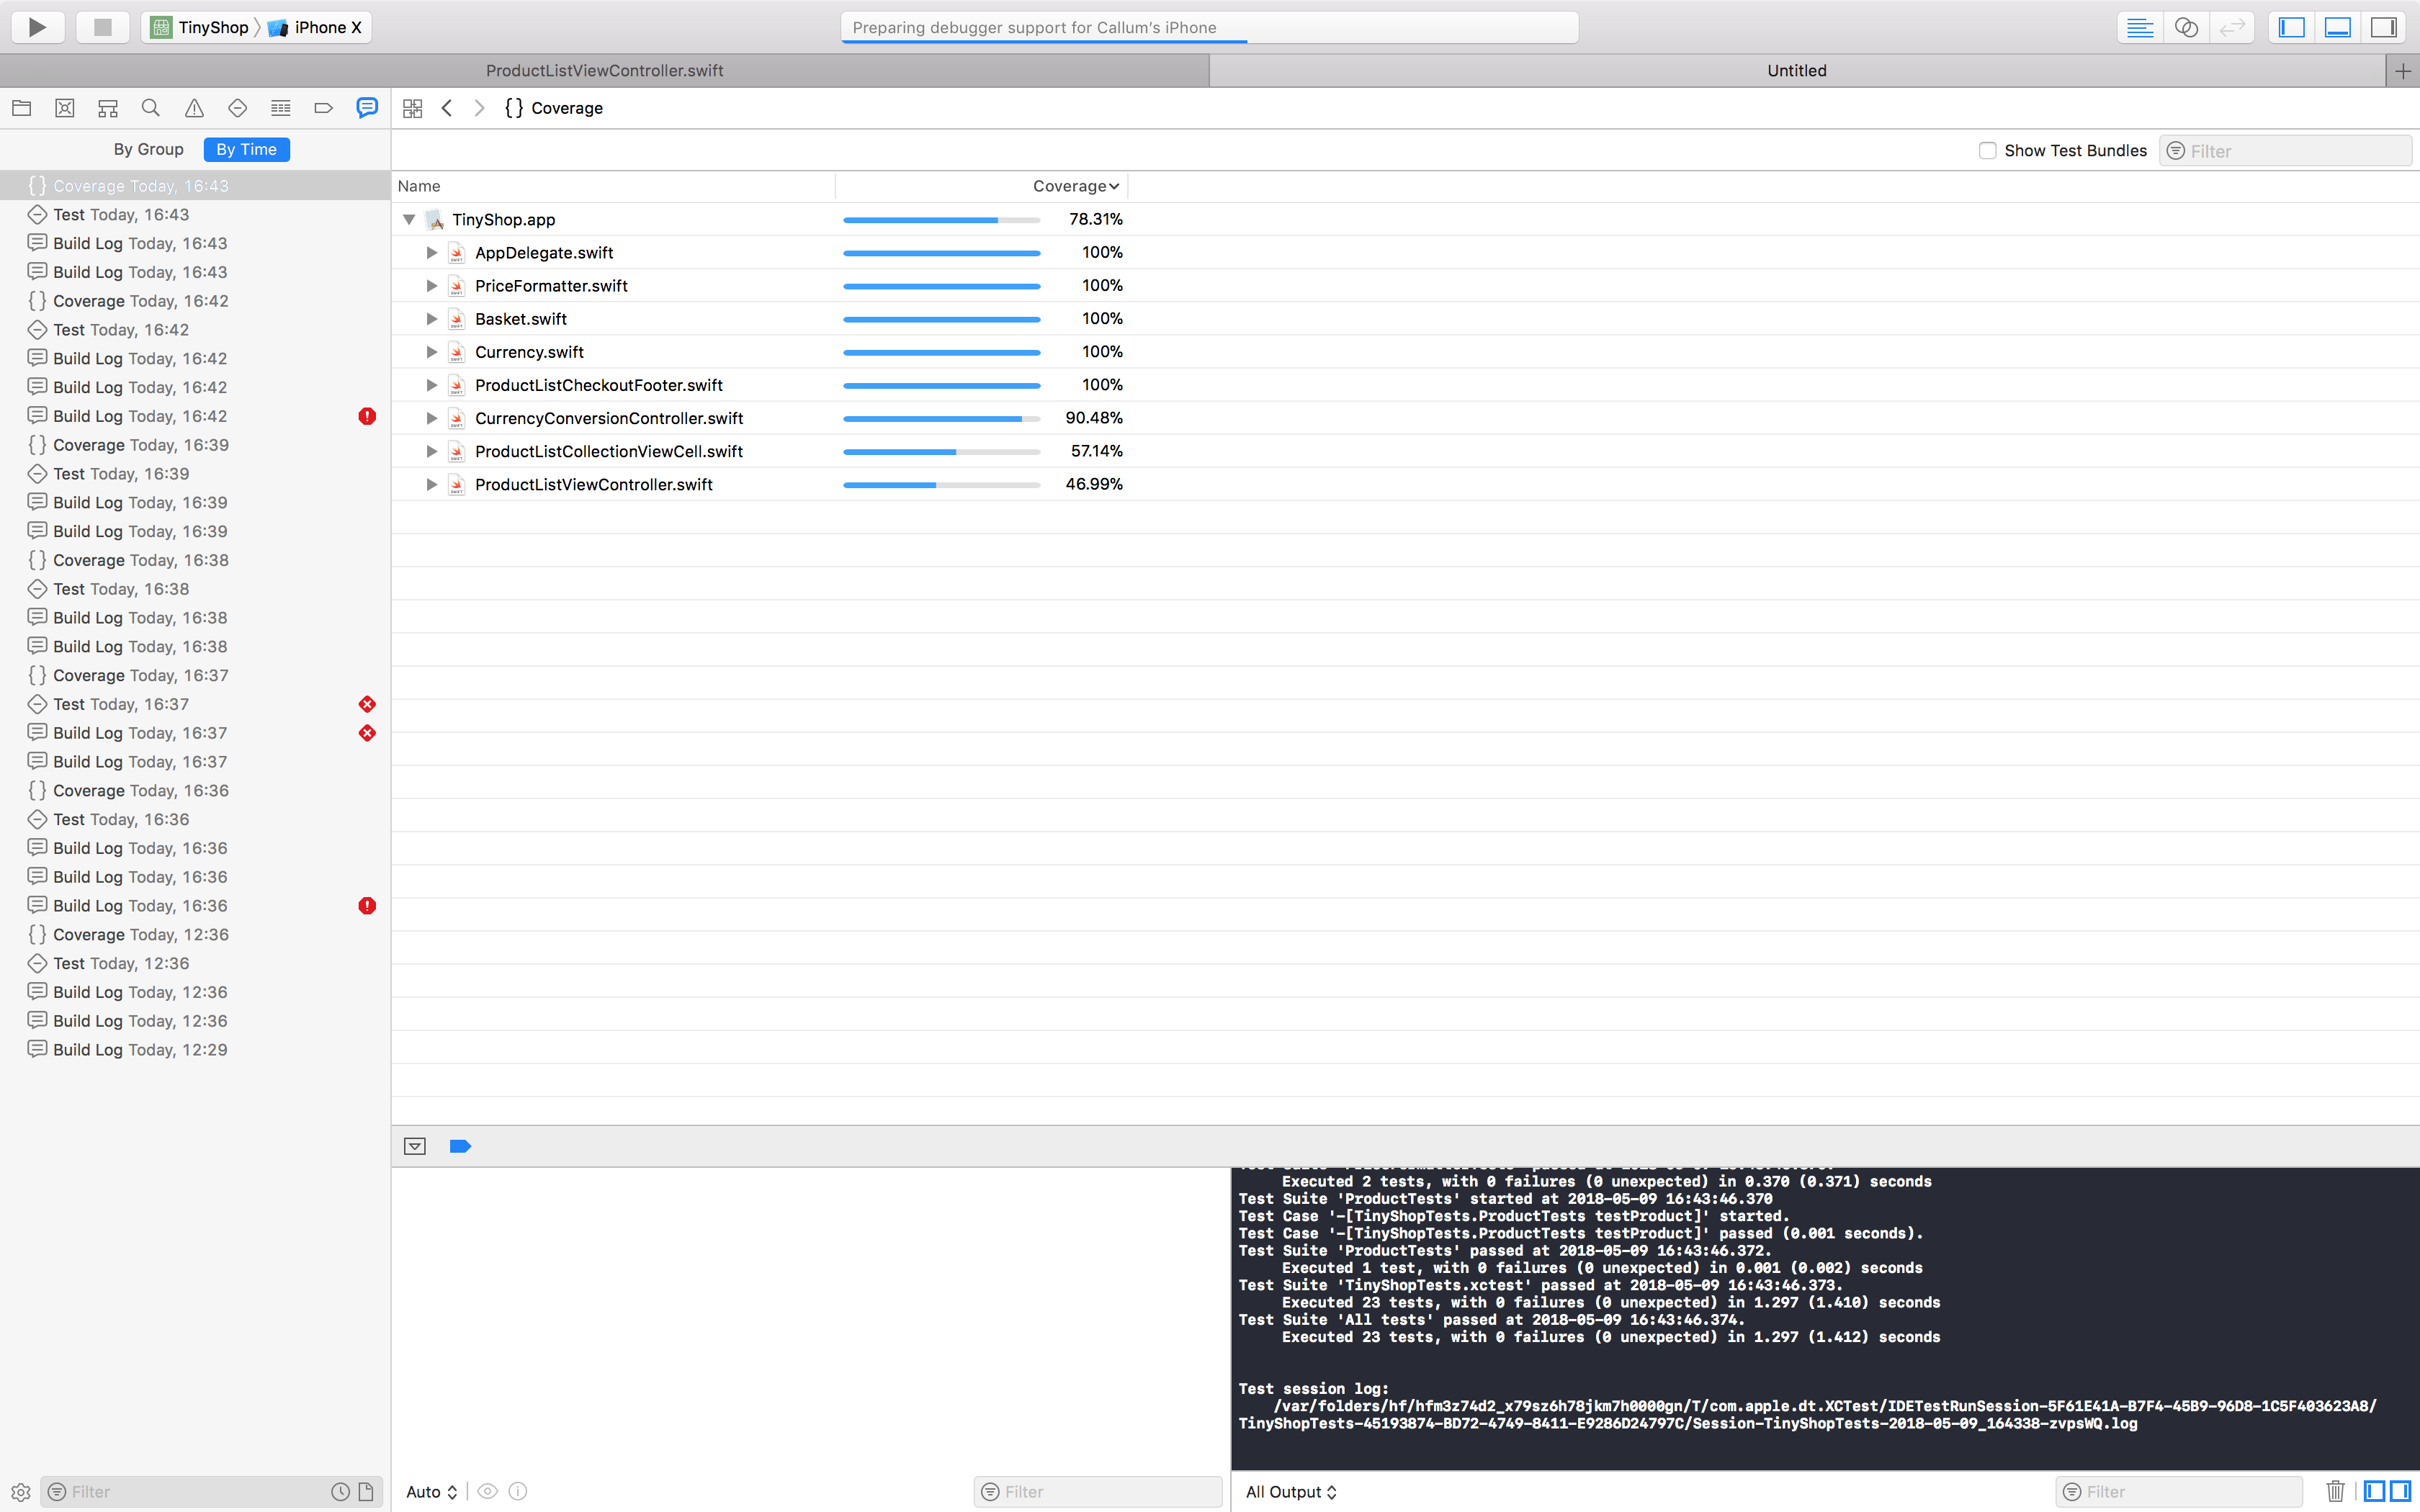 TinyShop
iPhone X
Preparing debugger support for Callum's iPhone
ProductListViewController.swift
Untitled
{} Coverage
By Group
By Time
Show Test Bundles
Filter
{} Coverage Today, 16:43
Test Today, 16:43
Build Log Today, 16:43
Build Log Today, 16:43
{} Coverage Today, 16:42
Test Today, 16:42
Build Log Today, 16:42
Build Log Today, 16:42
Build Log Today, 16:42
{} Coverage Today, 16:39
Test Today, 16:39
Build Log Today, 16:39
Build Log Today, 16:39
{} Coverage Today, 16:38
Test Today, 16:38
Build Log Today, 16:38
Build Log Today, 16:38
{} Coverage Today, 16:37
Test Today, 16:37
Build Log Today, 16:37
Build Log Today, 16:37
{} Coverage Today, 16:36
Test Today, 16:36
Build Log Today, 16:36
Build Log Today, 16:36
Build Log Today, 16:36
{} Coverage Today, 12:36
Test Today, 12:36
Build Log Today, 12:36
Build Log Today, 12:36
Build Log Today, 12:29
Filter
Name Coverage
TinyShop.app 78.31%
AppDelegate.swift 100%
PriceFormatter.swift 100%
Basket.swift 100%
Currency.swift 100%
ProductListCheckoutFooter.swift 100%
CurrencyConversionController.swift 90.48%
ProductListCollectionViewCell.swift 57.14%
ProductListViewController.swift 46.99%
Auto
Filter
Executed 2 tests, with 0 failures (0 unexpected) in 0.370 (0.371) seconds
Test Suite 'ProductTests' started at 2018-05-09 16:43:46.370
Test Case '-[TinyShopTests.ProductTests testProduct]' started.
Test Case '-[TinyShopTests.ProductTests testProduct]' passed (0.001 seconds).
Test Suite 'ProductTests' passed at 2018-05-09 16:43:46.372.
Executed 1 test, with 0 failures (0 unexpected) in 0.001 (0.002) seconds
Test Suite 'TinyShopTests.xctest' passed at 2018-05-09 16:43:46.373.
Executed 23 tests, with 0 failures (0 unexpected) in 1.297 (1.410) seconds
Test Suite 'All tests' passed at 2018-05-09 16:43:46.374.
Executed 23 tests, with 0 failures (0 unexpected) in 1.297 (1.412) seconds
Test session log:
/var/folders/hf/hfm3z74d2_x79sz6h78jkm7h0000gn/T/com.apple.dt.XCTest/IDETestRunSession-5F61E41A-B7F4-45B9-96D8-1C5F403623A8/
TinyShopTests-45193874-BD72-4749-8411-E9286D24797C/Session-TinyShopTests-2018-05-09_164338-zvpsWQ.log
All Output
Filter